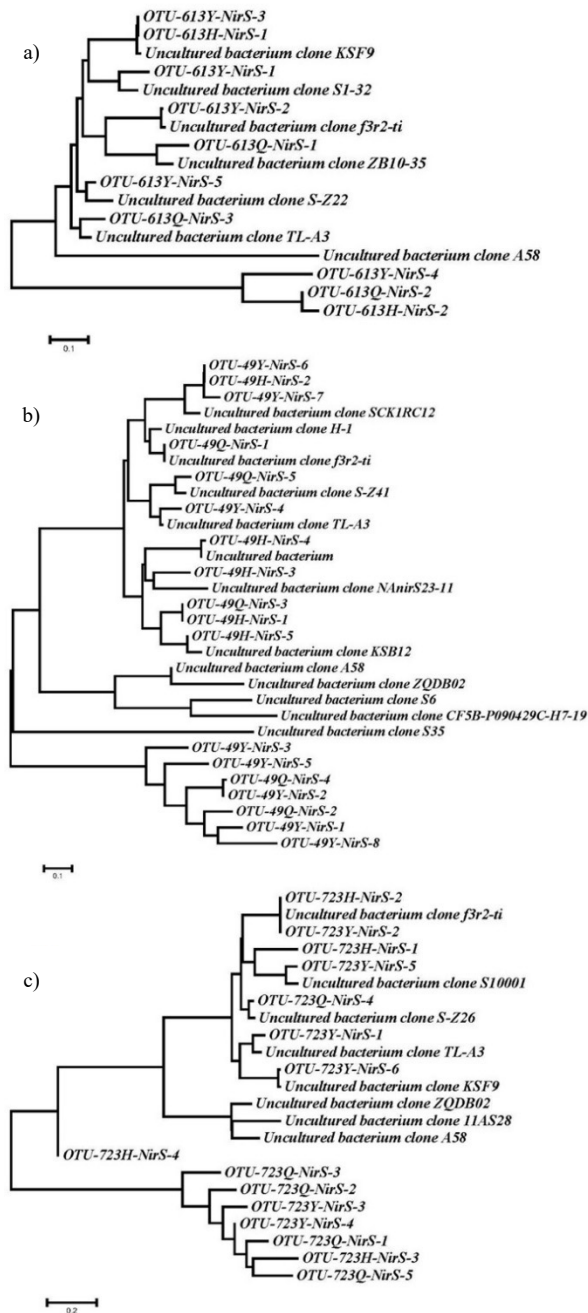 a)
OTU-613Y-NirS-3
OTU-613H-NirS-1
Uncultured bacterium clone KSF9
OTU-613Y-NirS-1
Uncultured bacterium clone S1-32
OTU-613Y-NirS-2
Uncultured bacterium clone f3r2-ti
OTU-613Q-NirS-1
Uncultured bacterium clone ZB10-35
OTU-613Y-NirS-5
Uncultured bacterium clone S-Z22
OTU-613Q-NirS-3
Uncultured bacterium clone TL-A3
Uncultured bacterium clone A58
OTU-613Y-NirS-4
OTU-613Q-NirS-2
OTU-613H-NirS-2
0.1
b)
OTU-49Y-NirS-6
OTU-49H-NirS-2
OTU-49Y-NirS-7
Uncultured bacterium clone SCK1RC12
Uncultured bacterium clone H-1
OTU-49Q-NirS-1
Uncultured bacterium clone f3r2-ti
OTU-49Q-NirS-5
Uncultured bacterium clone S-Z41
OTU-49Y-NirS-4
Uncultured bacterium clone TL-A3
OTU-49H-NirS-4
Uncultured bacterium
OTU-49H-NirS-3
Uncultured bacterium clone NAnirS23-11
OTU-49Q-NirS-3
OTU-49H-NirS-1
OTU-49H-NirS-5
Uncultured bacterium clone KSB12
Uncultured bacterium clone A58
Uncultured bacterium clone ZQDB02
Uncultured bacterium clone S6
Uncultured bacterium clone CF5B-P090429C-H7-19
Uncultured bacterium clone S35
OTU-49Y-NirS-3
OTU-49Y-NirS-5
OTU-49Q-NirS-4
OTU-49Y-NirS-2
OTU-49Q-NirS-2
OTU-49Y-NirS-1
OTU-49Y-NirS-8
0.1
c)
OTU-723H-NirS-2
Uncultured bacterium clone f3r2-ti
OTU-723Y-NirS-2
OTU-723H-NirS-1
OTU-723Y-NirS-5
Uncultured bacterium clone S10001
OTU-723Q-NirS-4
Uncultured bacterium clone S-Z26
OTU-723Y-NirS-1
Uncultured bacterium clone TL-A3
OTU-723Y-NirS-6
Uncultured bacterium clone KSF9
Uncultured bacterium clone ZQDB02
Uncultured bacterium clone 11AS28
Uncultured bacterium clone A58
OTU-723H-NirS-4
OTU-723Q-NirS-3
OTU-723Q-NirS-2
OTU-723Y-NirS-3
OTU-723Y-NirS-4
OTU-723Q-NirS-1
OTU-723H-NirS-3
OTU-723Q-NirS-5
0.2